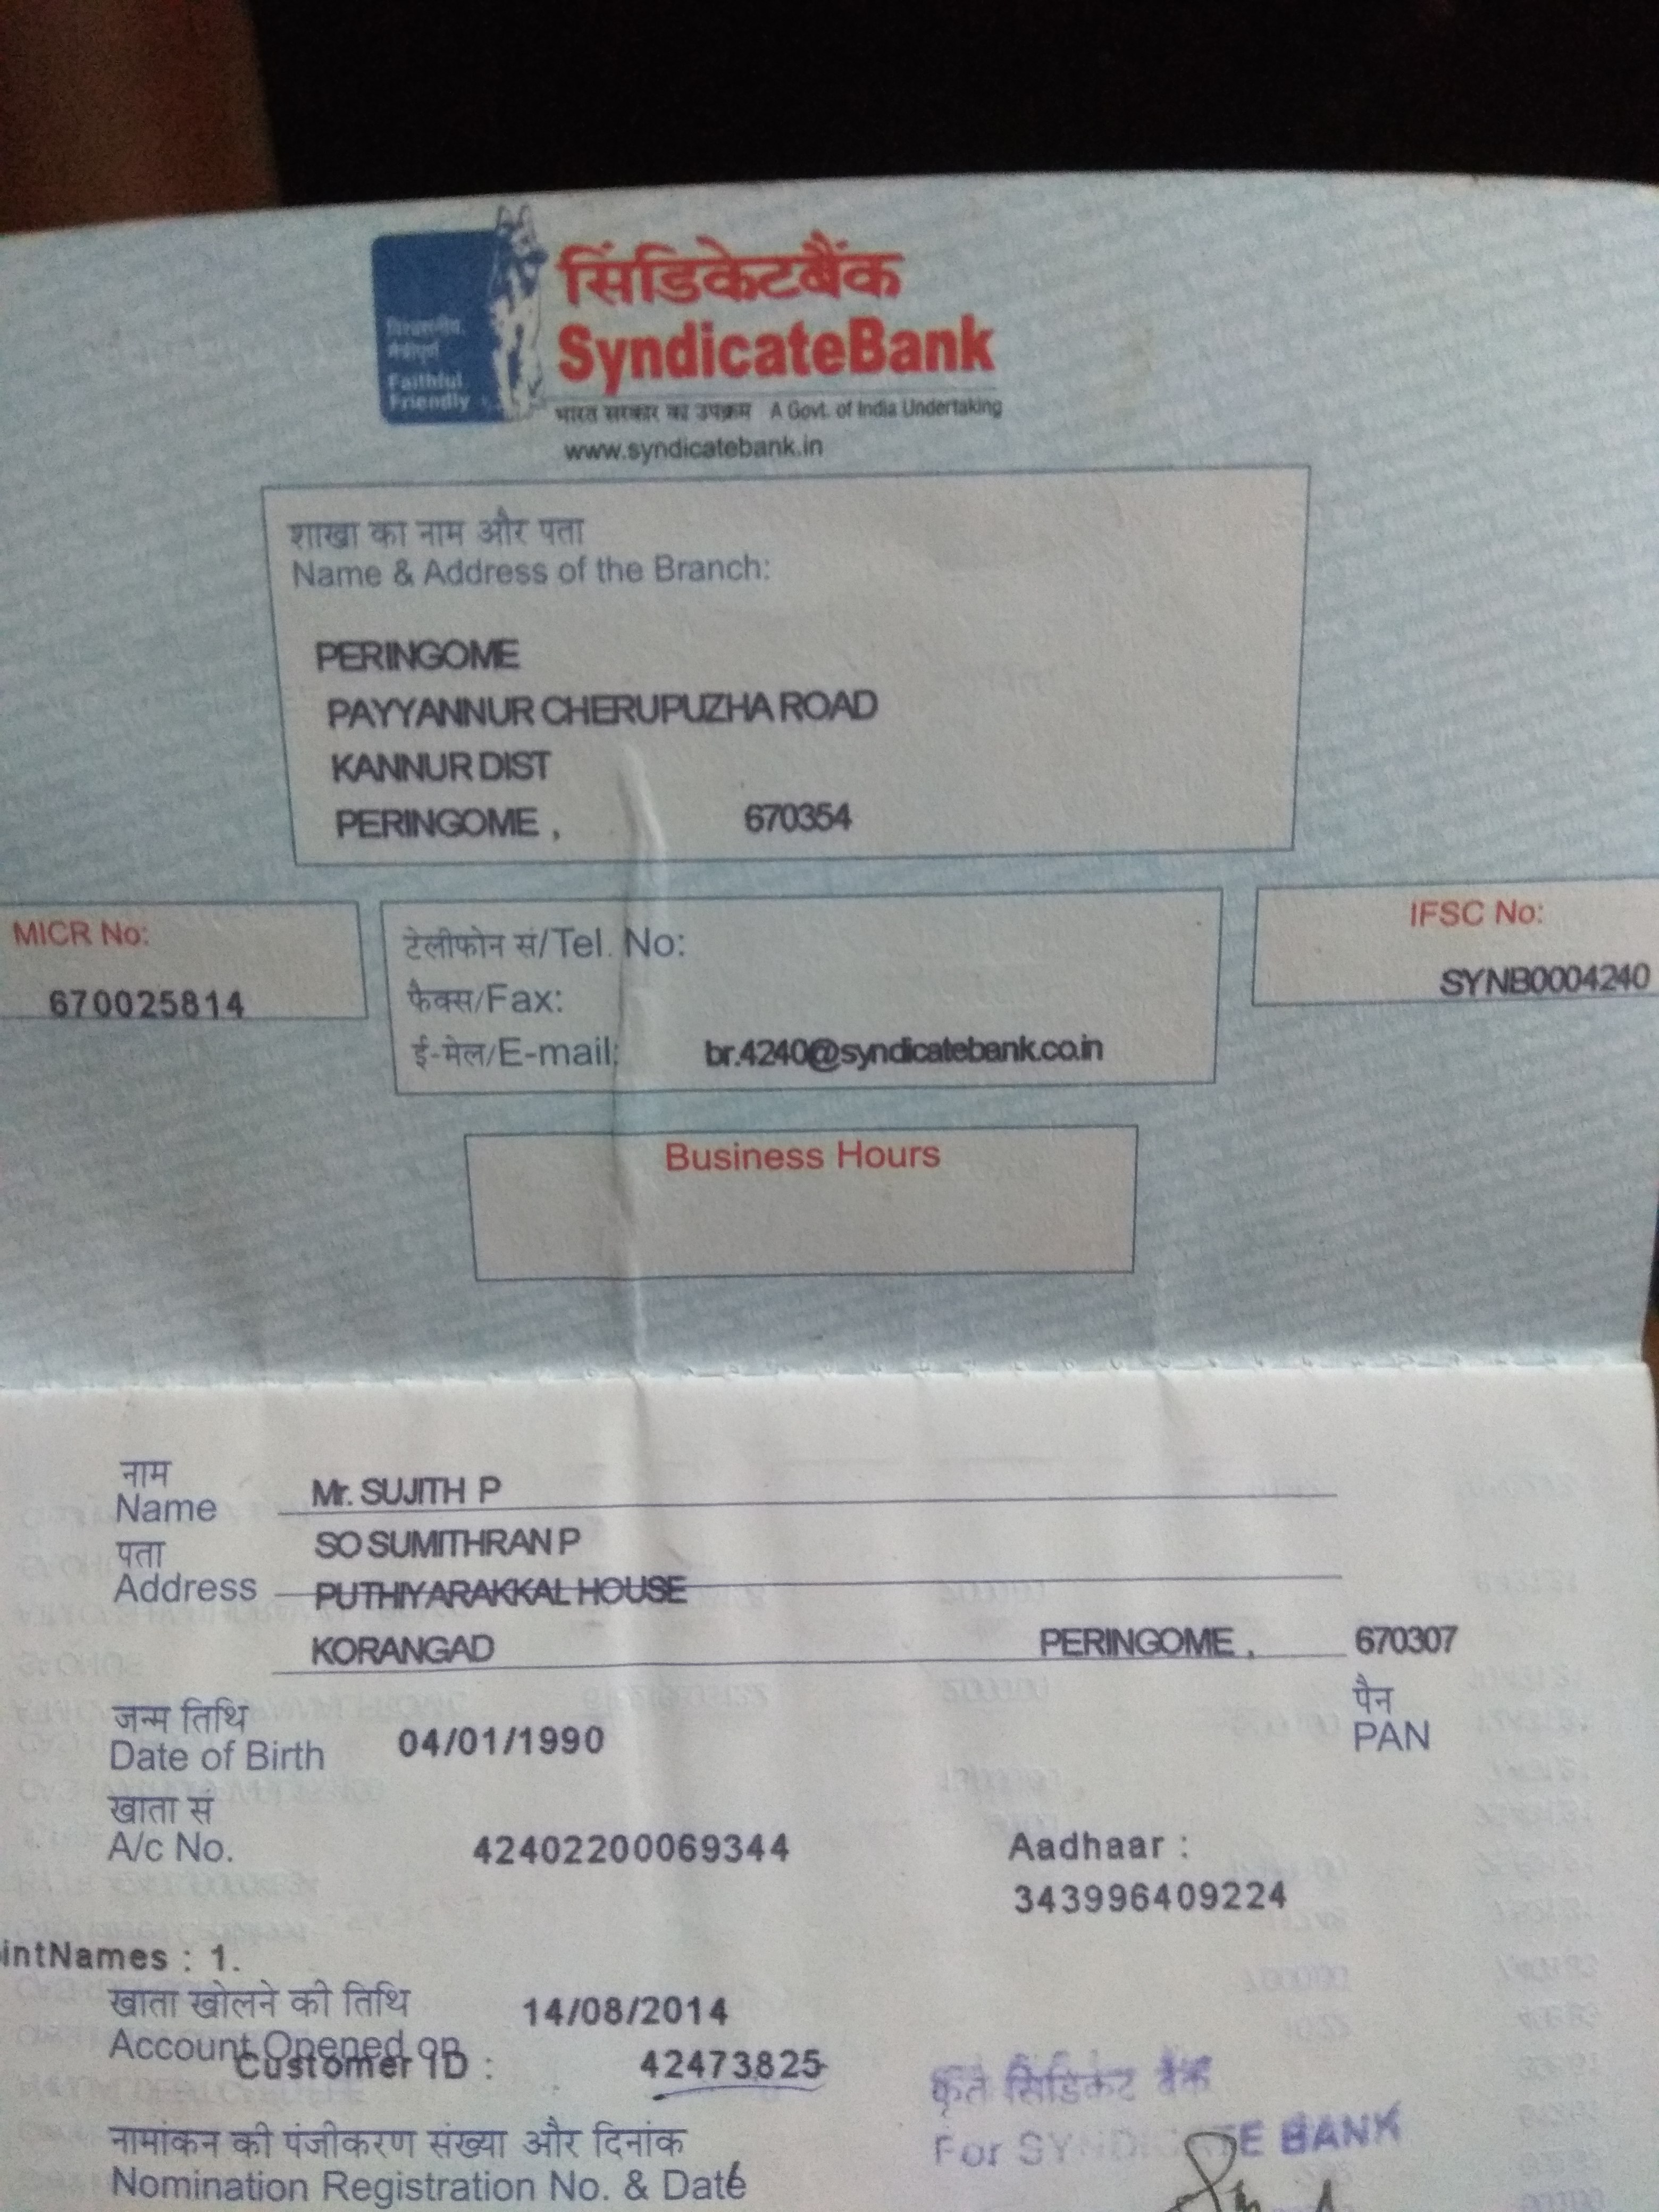 सिंडिकेटबैंक
SyndicateBank
विश्वसनीय, मैत्रीपूर्ण
Faithful Friendly
भारत सरकार का उपक्रम A Govt. of India Undertaking
www.syndicatebank.in
शाखा का नाम और पता
Name & Address of the Branch:
PERINGOME
PAYYANNUR CHERUPUZHA ROAD
KANNUR DIST
PERINGOME , 670354
MICR No:
670025814
टेलीफोन सं/Tel. No:
फैक्स/Fax:
ई-मेल/E-mail: br.4240@syndicatebank.co.in
IFSC No:
SYNB0004240
Business Hours
नाम
Name Mr. SUJITH P
पता SO SUMITHRAN P
Address PUTHIYARAKKAL HOUSE
KORANGAD PERINGOME , 670307
जन्म तिथि
Date of Birth 04/01/1990
पैन
PAN
खाता सं
A/c No. 42402200069344
Aadhaar :
343996409224
intNames : 1.
खाता खोलने की तिथि 14/08/2014
Account Opened on
Customer ID : 42473825
नामांकन की पंजीकरण संख्या और दिनांक
Nomination Registration No. & Date
कृते सिंडिकेट बैंक
For SYNDICATE BANK